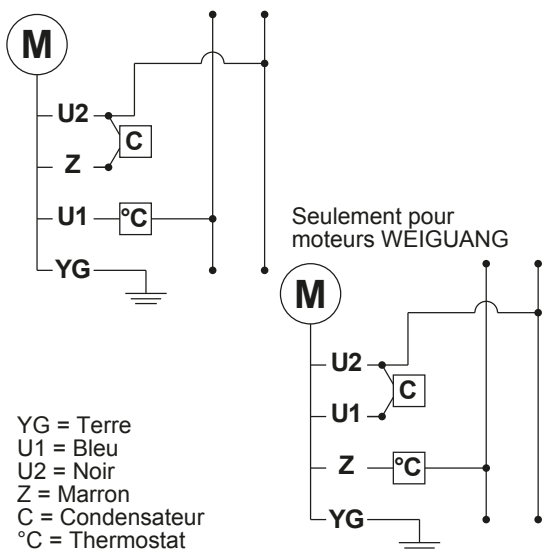 M
U2
C
Z
U1
°C
YG
Seulement pour
moteurs WEIGUANG
M
U2
C
U1
Z
°C
YG
YG = Terre
U1 = Bleu
U2 = Noir
Z = Marron
C = Condensateur
°C = Thermostat